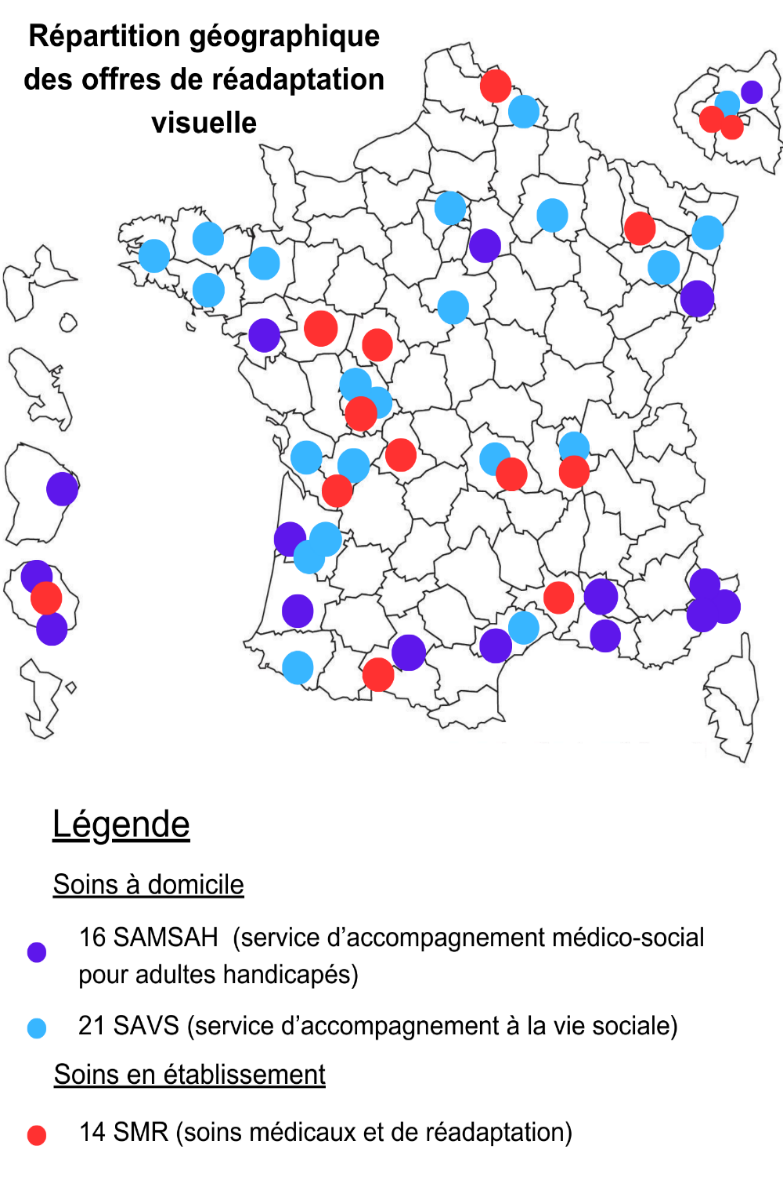 Répartition géographique
des offres de réadaptation
visuelle
Légende
Soins à domicile
16 SAMSAH (service d’accompagnement médico-social
pour adultes handicapés)
21 SAVS (service d’accompagnement à la vie sociale)
Soins en établissement
14 SMR (soins médicaux et de réadaptation)